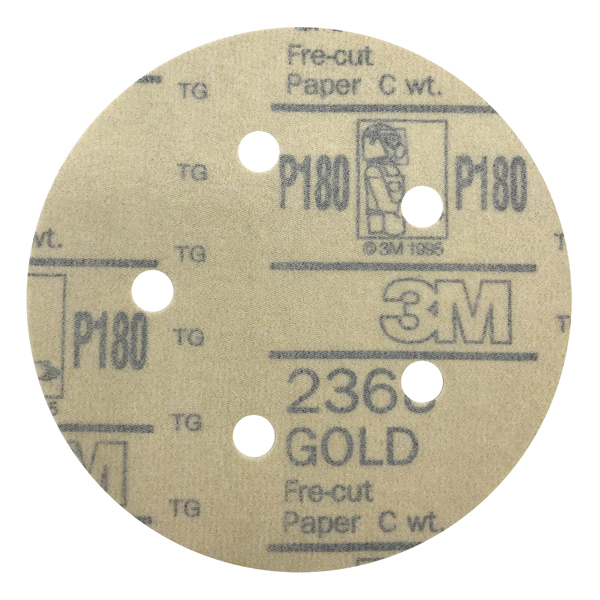 Fre-cut
Paper C wt.
TG
TG
P180
P180
©3M 1995
wt.
TG
3M
P180
TG
GOLD
TG
3M
Fre-cut
Paper C wt.
TG